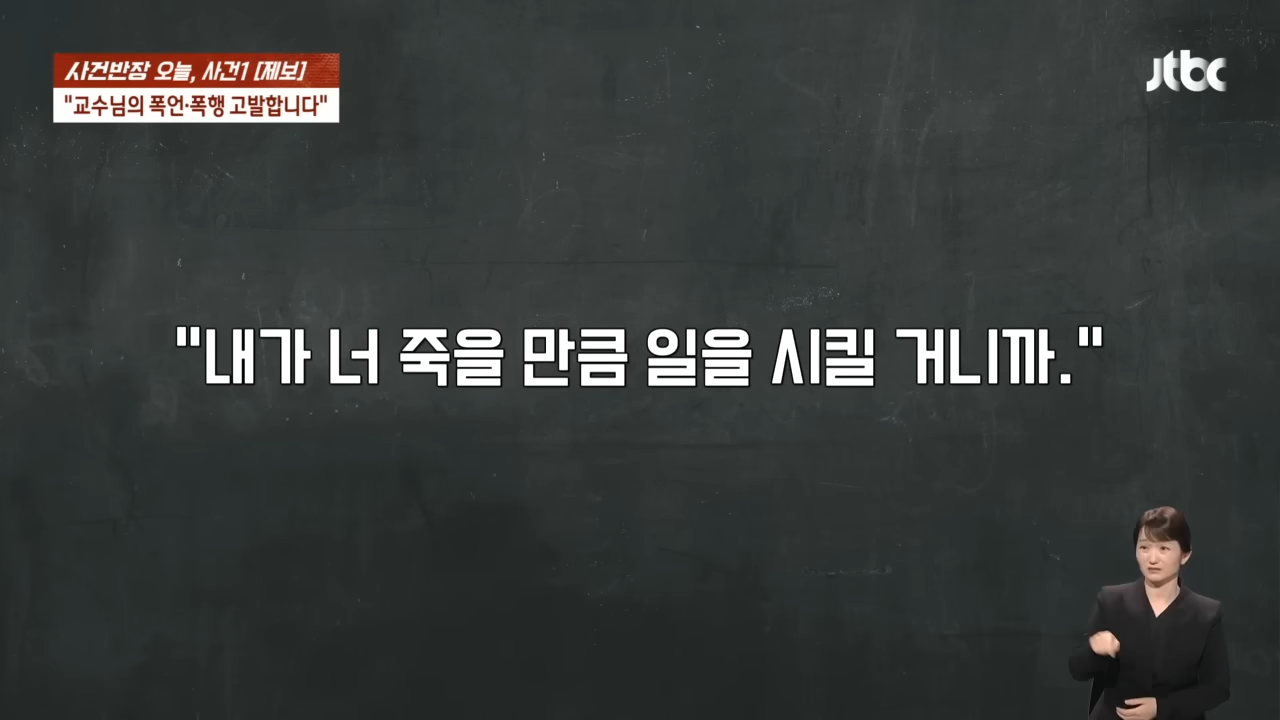 사건반장 오늘, 사건1 [제보]
"교수님의 폭언·폭행 고발합니다"
jtbc
"내가 너 죽을 만큼 일을 시킬 거니까."